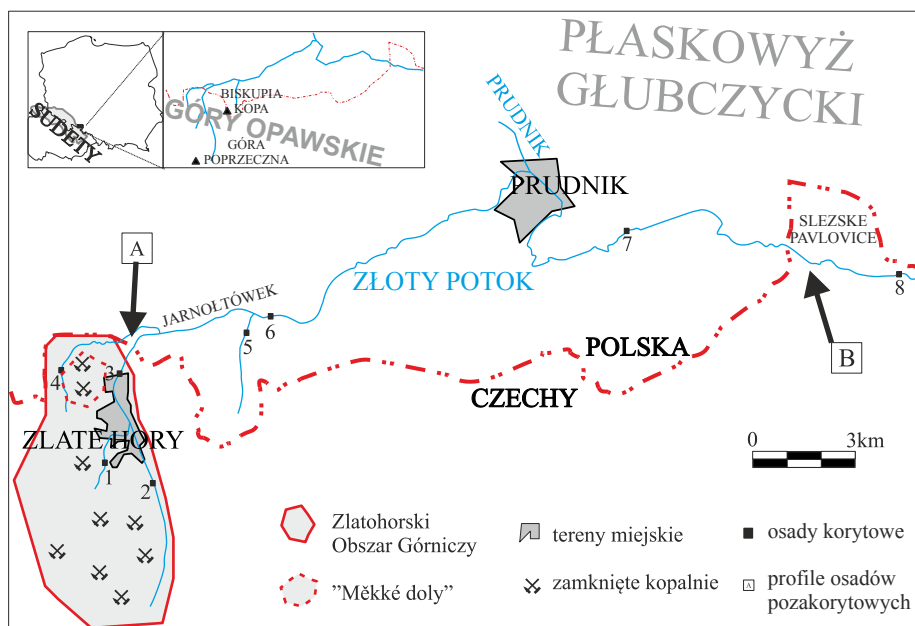 PŁASKOWYŻ
GŁUBCZYCKI
SUDETY
BISKUPIA
KOPA
GÓRY OPAWSKIE
GÓRA
POPRZECZNA
PRUDNIK
PRUDNIK
SLEZSKE
PAVLOVICE
A
7
ZŁOTY POTOK
8
JARNOŁTÓWEK
6
5
B
POLSKA
CZECHY
4
3
ZLATE HORY
1
2
0 3km
Zlatohorski
Obszar Górniczy
"Měkké doly"
tereny miejskie
zamknięte kopalnie
osady korytowe
A
profile osadów
pozakorytowych